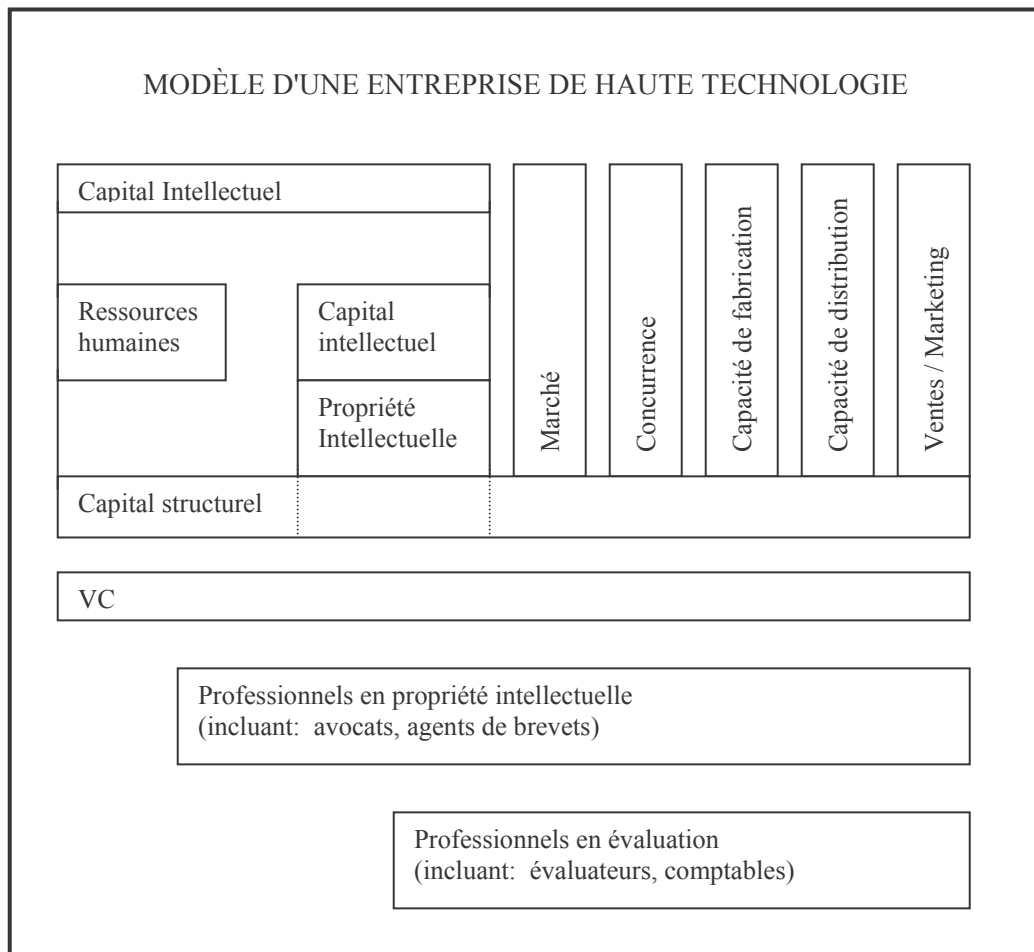 MODÈLE D'UNE ENTREPRISE DE HAUTE TECHNOLOGIE
Capital Intellectuel
Ressources
humaines
Capital
intellectuel
Propriété
Intellectuelle
Marché
Concurrence
Capacité de fabrication
Capacité de distribution
Ventes / Marketing
Capital structurel
VC
Professionnels en propriété intellectuelle
(incluant:  avocats, agents de brevets)
Professionnels en évaluation
(incluant:  évaluateurs, comptables)